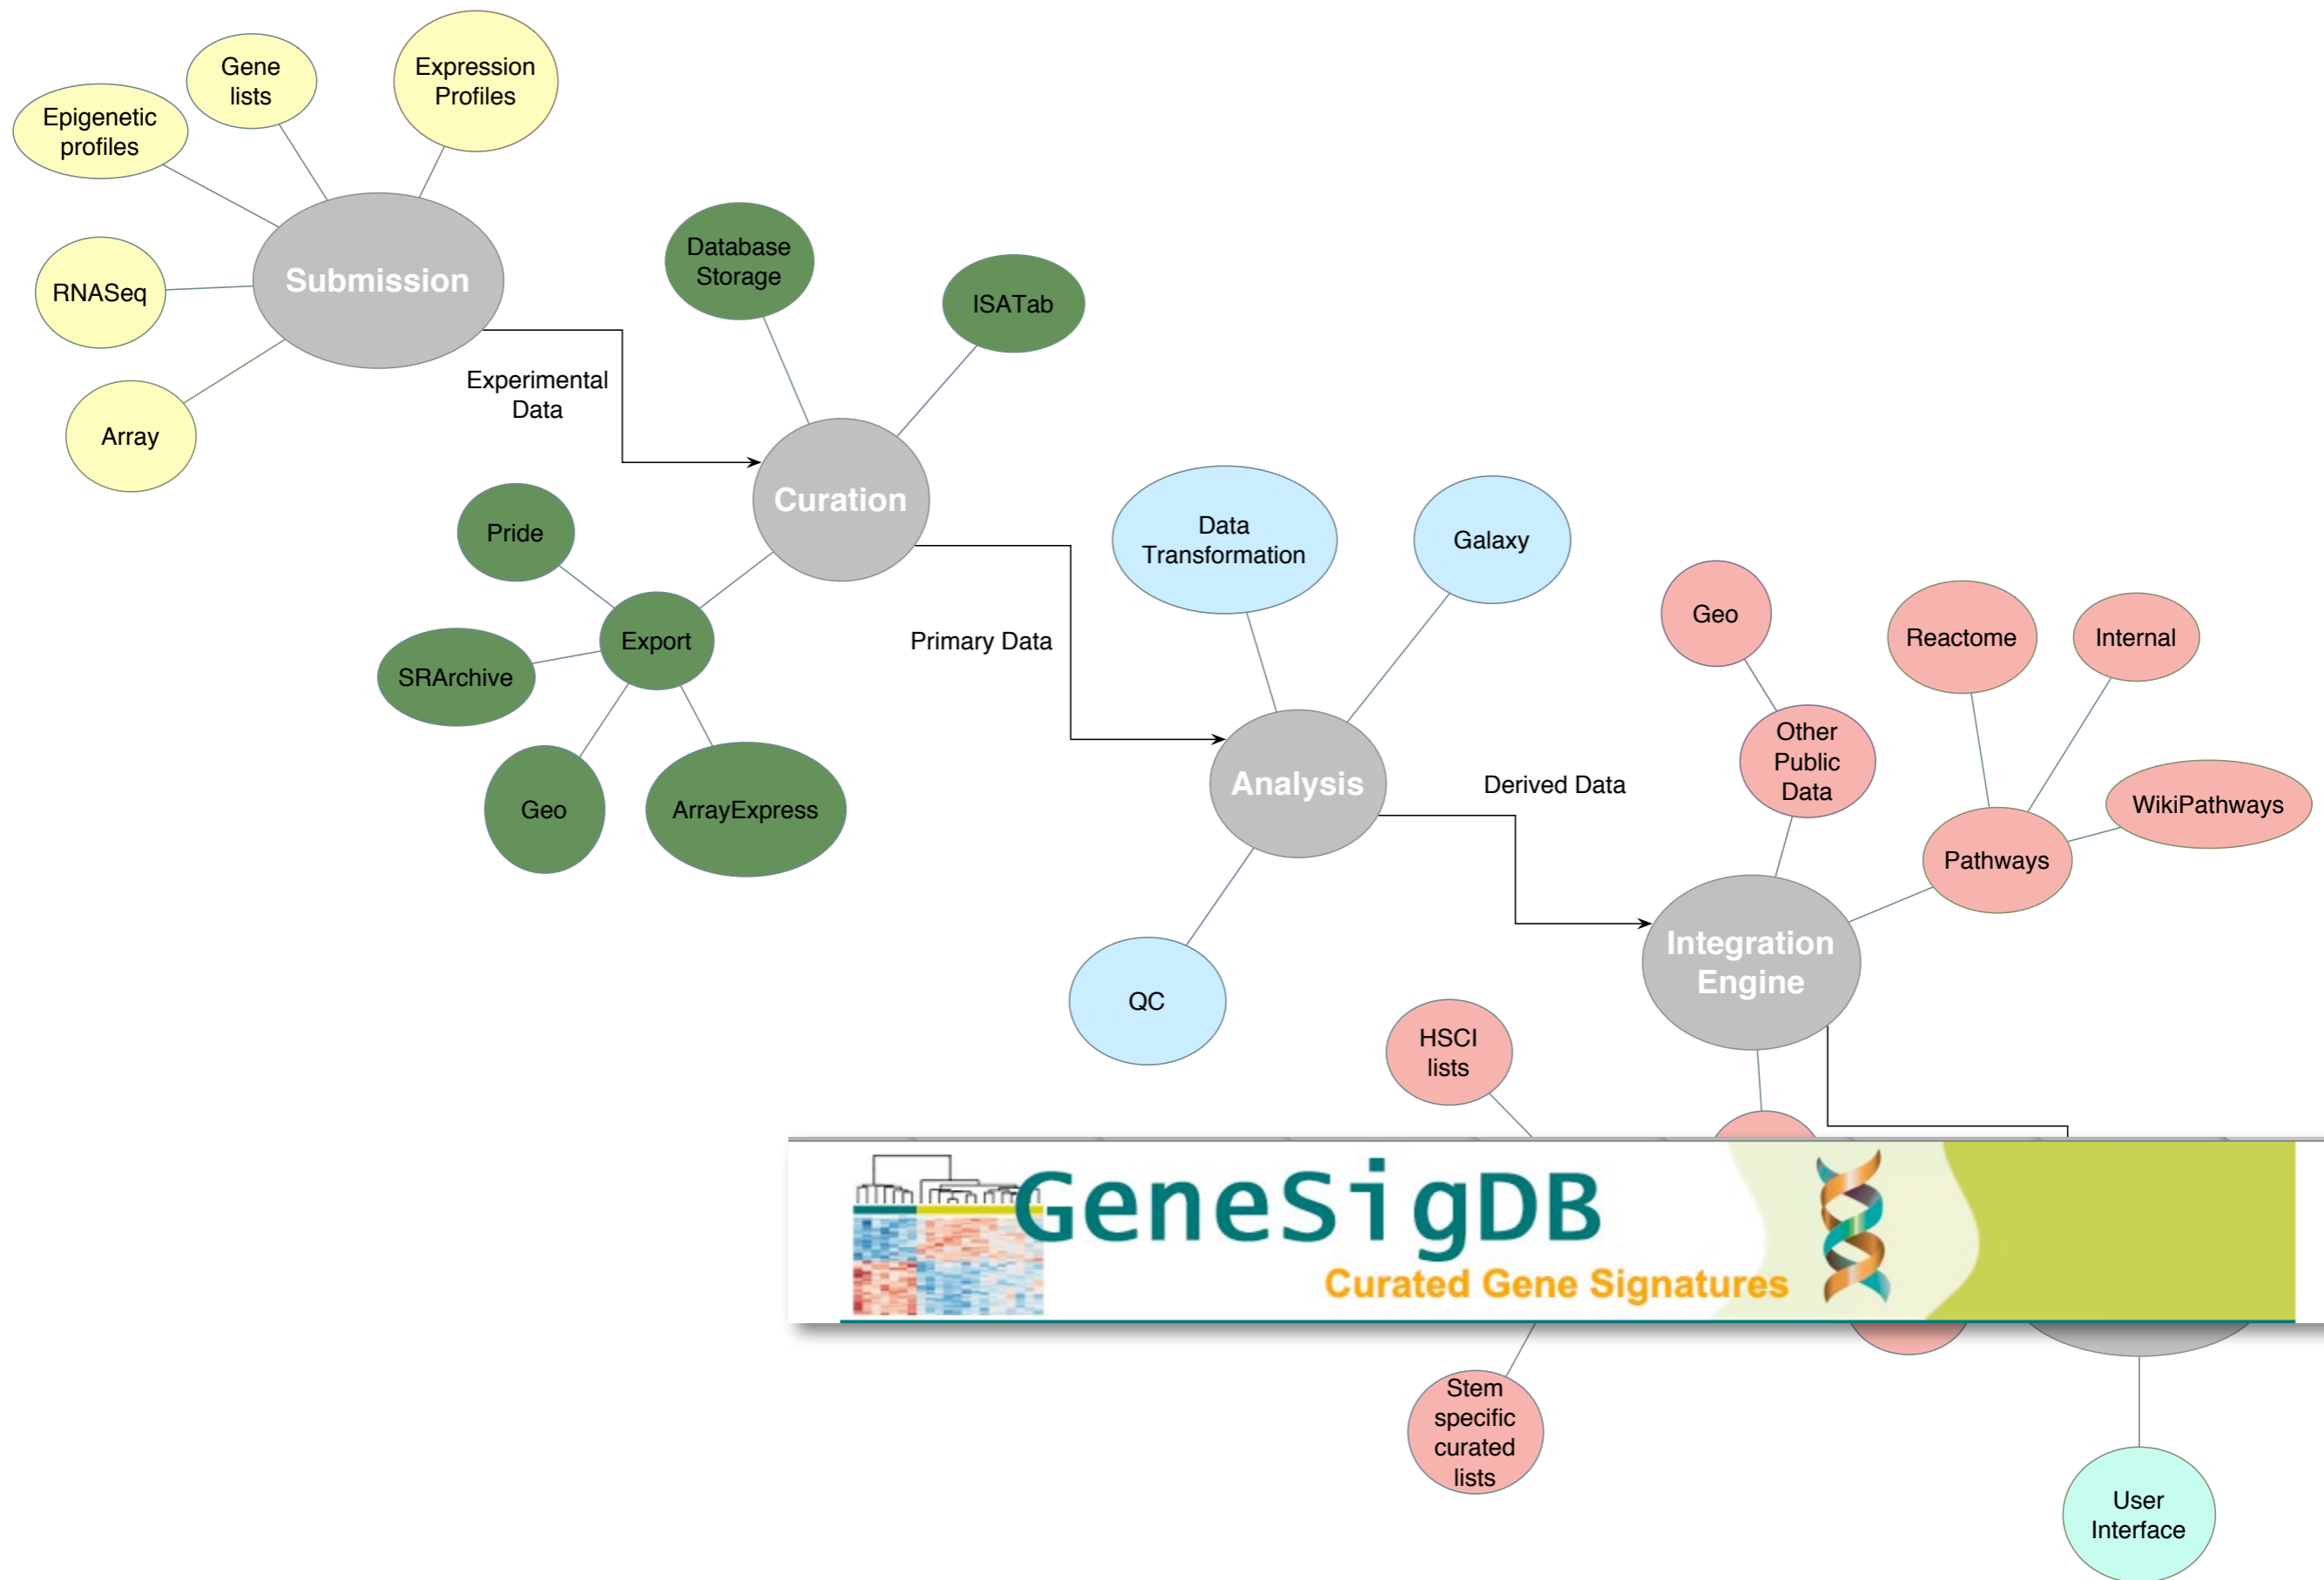 Gene
lists
Expression
Profiles
Epigenetic
profiles
RNASeq
Submission
Array
Experimental
Data
Database
Storage
ISATab
Curation
Pride
Export
SRArchive
Geo
ArrayExpress
Primary Data
Data
Transformation
Galaxy
Analysis
QC
Derived Data
Geo
Other
Public
Data
Reactome
Internal
WikiPathways
Pathways
Integration
Engine
HSCI
lists
GeneSigDB
Curated Gene Signatures
Stem
specific
curated
lists
User
Interface